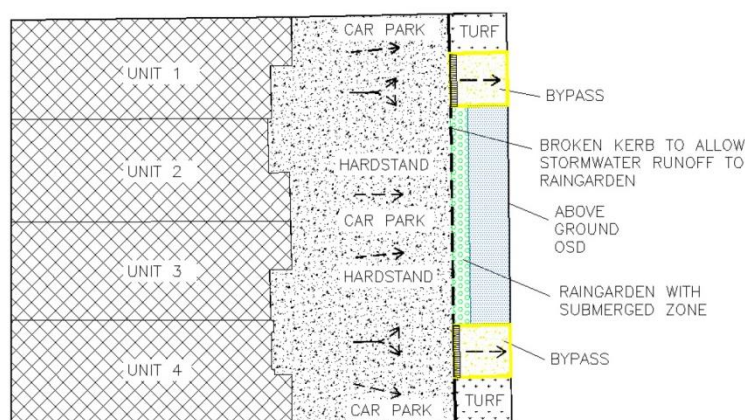 CAR PARK
TURF
UNIT 1
BYPASS
BROKEN KERB TO ALLOW
STORMWATER RUNOFF TO
RAINGARDEN
HARDSTAND
UNIT 2
CAR PARK
ABOVE
GROUND
OSD
UNIT 3
HARDSTAND
RAINGARDEN WITH
SUBMERGED ZONE
BYPASS
UNIT 4
TURF
CAR PARK